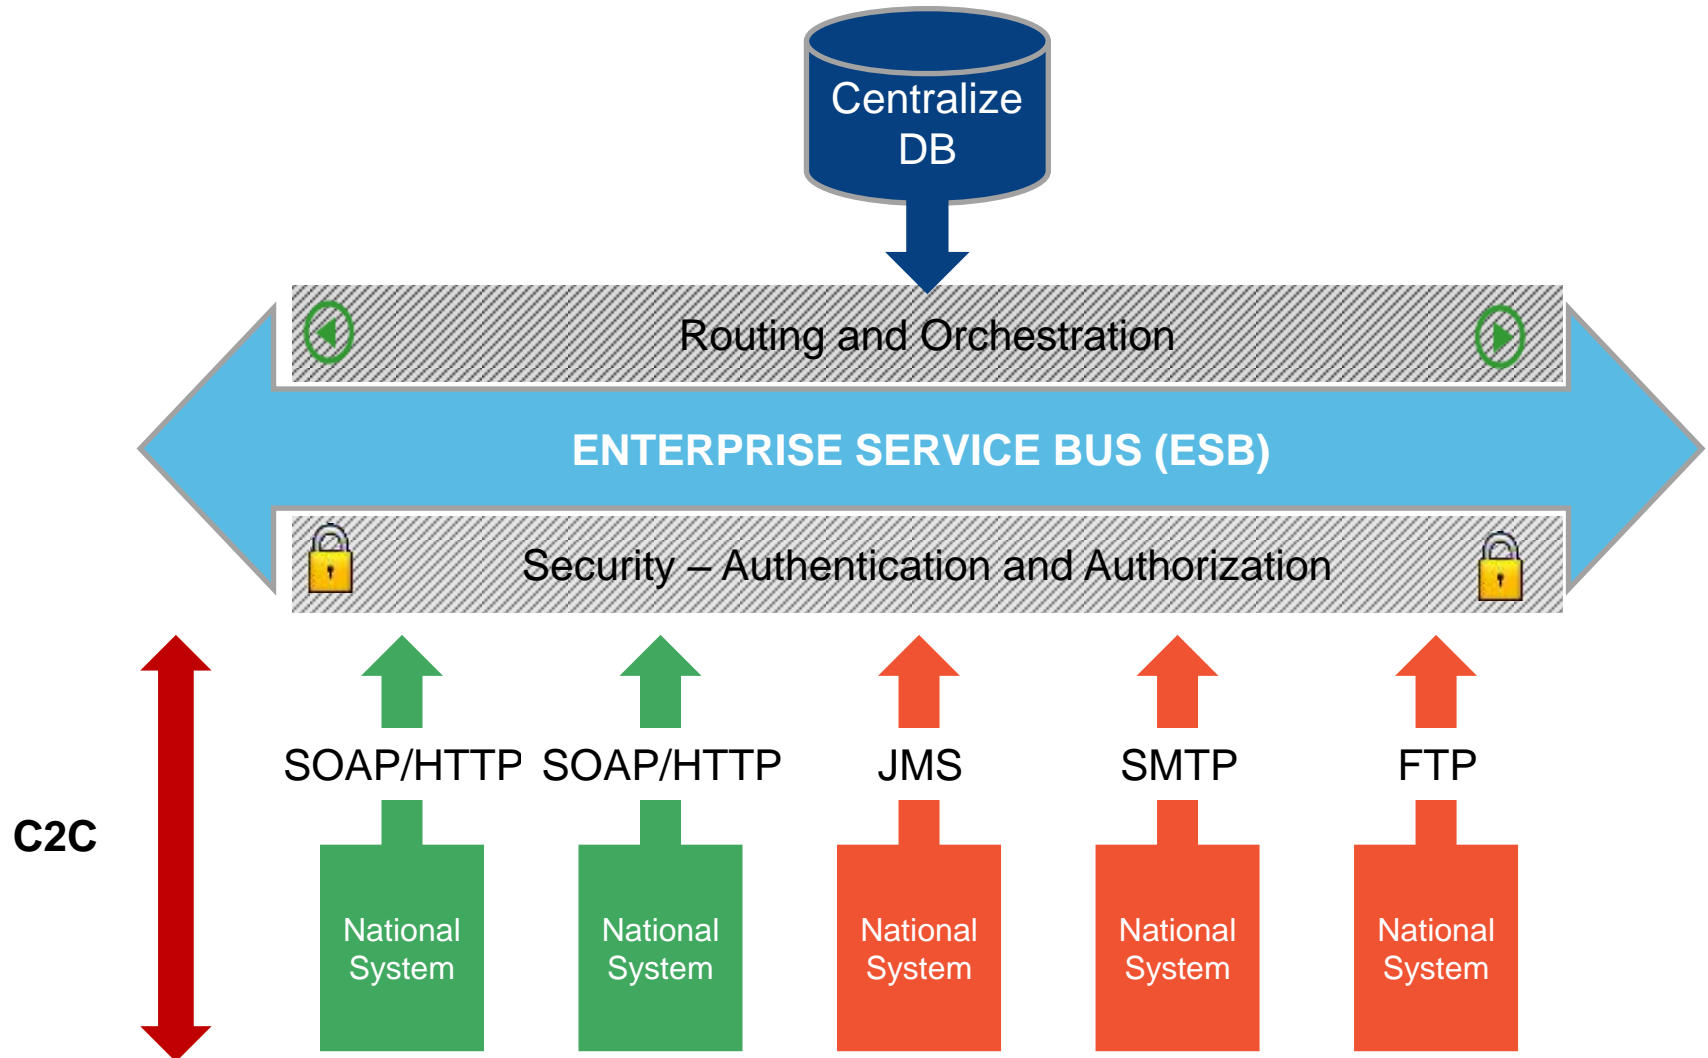 Centralize
DB
Routing and Orchestration
ENTERPRISE SERVICE BUS (ESB)
Security – Authentication and Authorization
SOAP/HTTP SOAP/HTTP JMS SMTP FTP
C2C
National National National National National
System System System System System